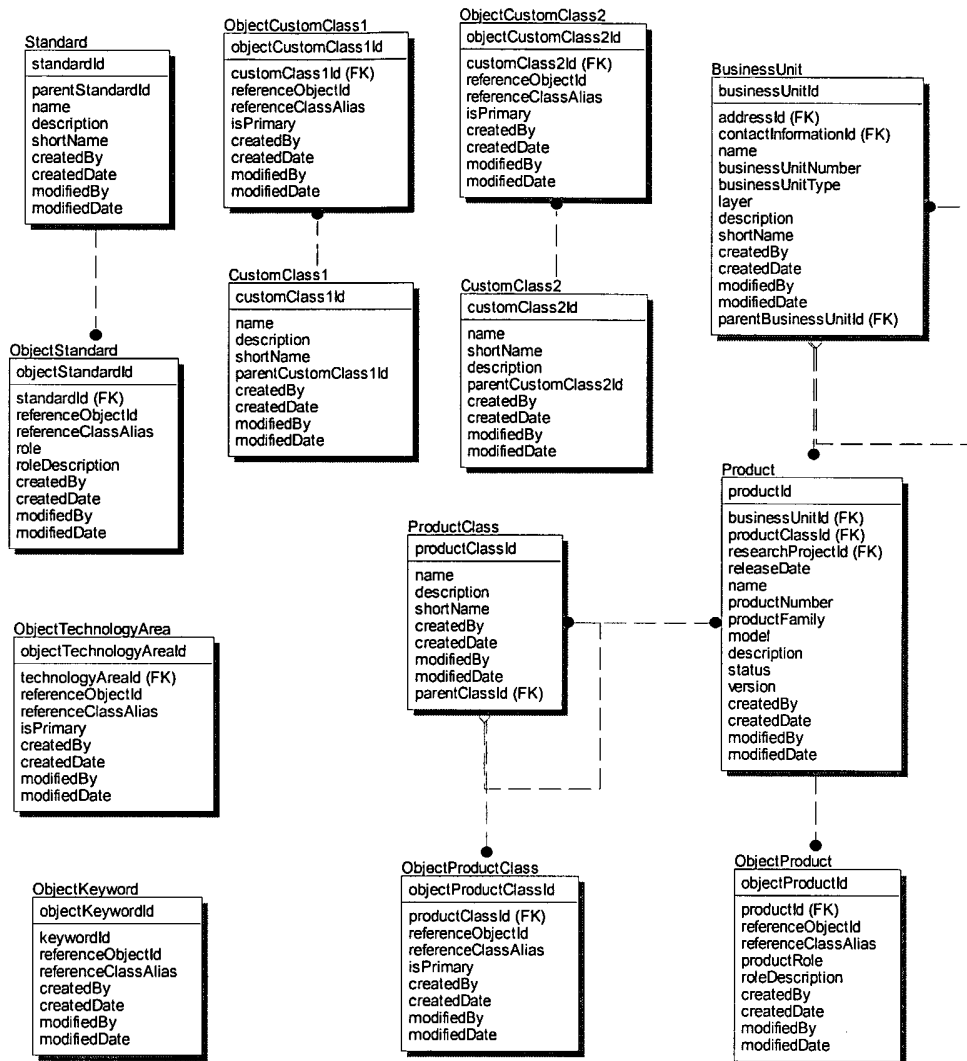 Standard
standardId
parentStandardId
name
description
shortName
createdBy
createdDate
modifiedBy
modifiedDate
ObjectCustomClass1
objectCustomClass1Id
customClass1Id (FK)
referenceObjectId
referenceClassAlias
isPrimary
createdBy
createdDate
modifiedBy
modifiedDate
ObjectCustomClass2
objectCustomClass2Id
customClass2Id (FK)
referenceObjectId
referenceClassAlias
isPrimary
createdBy
createdDate
modifiedBy
modifiedDate
BusinessUnit
businessUnitId
addressId (FK)
contactInformationId (FK)
name
businessUnitNumber
businessUnitType
layer
description
shortName
createdBy
createdDate
modifiedBy
modifiedDate
parentBusinessUnitId (FK)
CustomClass1
customClass1Id
name
description
shortName
parentCustomClass1Id
createdBy
createdDate
modifiedBy
modifiedDate
CustomClass2
customClass2Id
name
shortName
description
parentCustomClass2Id
createdBy
createdDate
modifiedBy
modifiedDate
ObjectStandard
objectStandardId
standardId (FK)
referenceObjectId
referenceClassAlias
role
roleDescription
createdBy
createdDate
modifiedBy
modifiedDate
Product
productId
businessUnitId (FK)
productClassId (FK)
researchProjectId (FK)
releaseDate
name
productNumber
productFamily
model
description
status
version
createdBy
createdDate
modifiedBy
modifiedDate
ProductClass
productClassId
name
description
shortName
createdBy
createdDate
modifiedBy
modifiedDate
parentClassId (FK)
ObjectTechnologyArea
objectTechnologyAreaId
technologyAreaId (FK)
referenceObjectId
referenceClassAlias
isPrimary
createdBy
createdDate
modifiedBy
modifiedDate
ObjectKeyword
objectKeywordId
keywordId
referenceObjectId
referenceClassAlias
createdBy
createdDate
modifiedBy
modifiedDate
ObjectProductClass
objectProductClassId
productClassId (FK)
referenceObjectId
referenceClassAlias
isPrimary
createdBy
createdDate
modifiedBy
modifiedDate
ObjectProduct
objectProductId
productId (FK)
referenceObjectId
referenceClassAlias
productRole
roleDescription
createdBy
createdDate
modifiedBy
modifiedDate